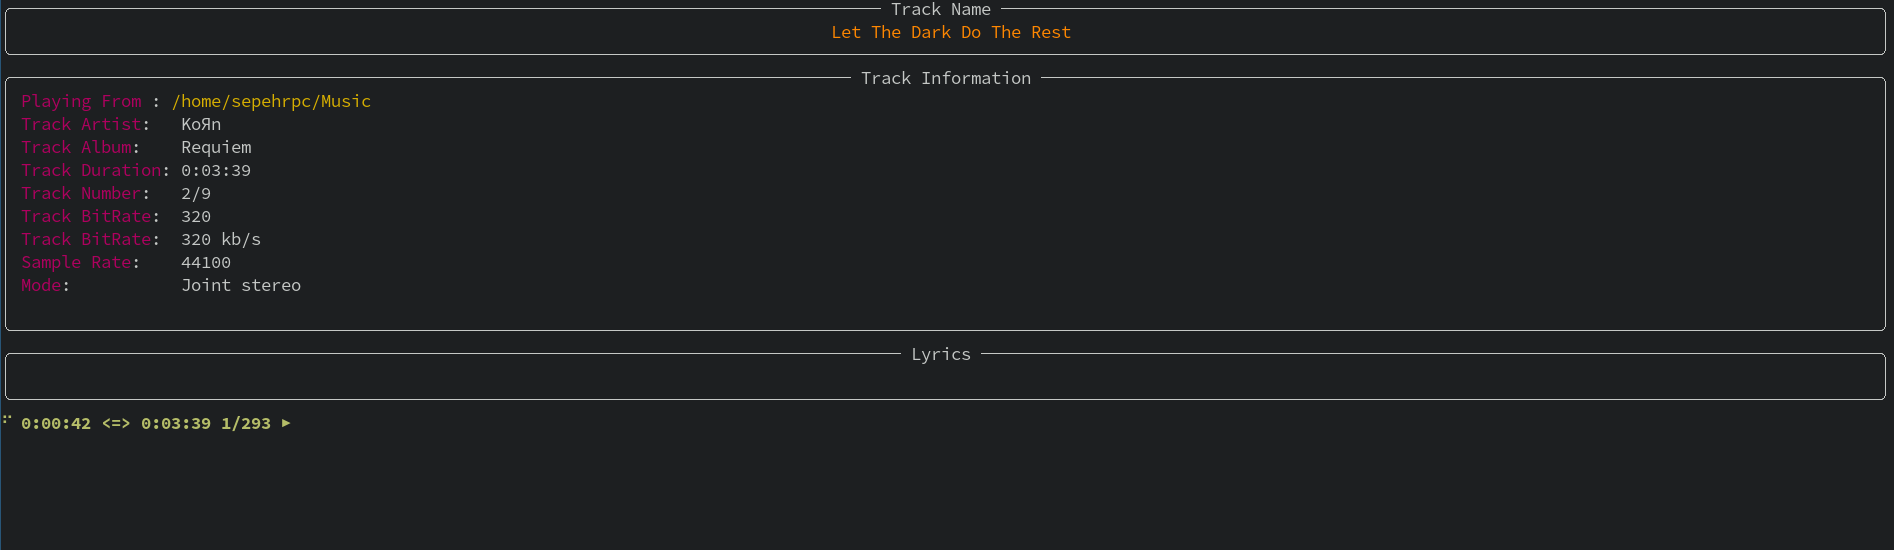 Track Name
Let The Dark Do The Rest
Track Information
Playing From : /home/sepehrpc/Music
Track Artist: KoЯn
Track Album: Requiem
Track Duration: 0:03:39
Track Number: 2/9
Track BitRate: 320
Track BitRate: 320 kb/s
Sample Rate: 44100
Mode: Joint stereo
Lyrics
⠋ 0:00:42 <=> 0:03:39 1/293 ►